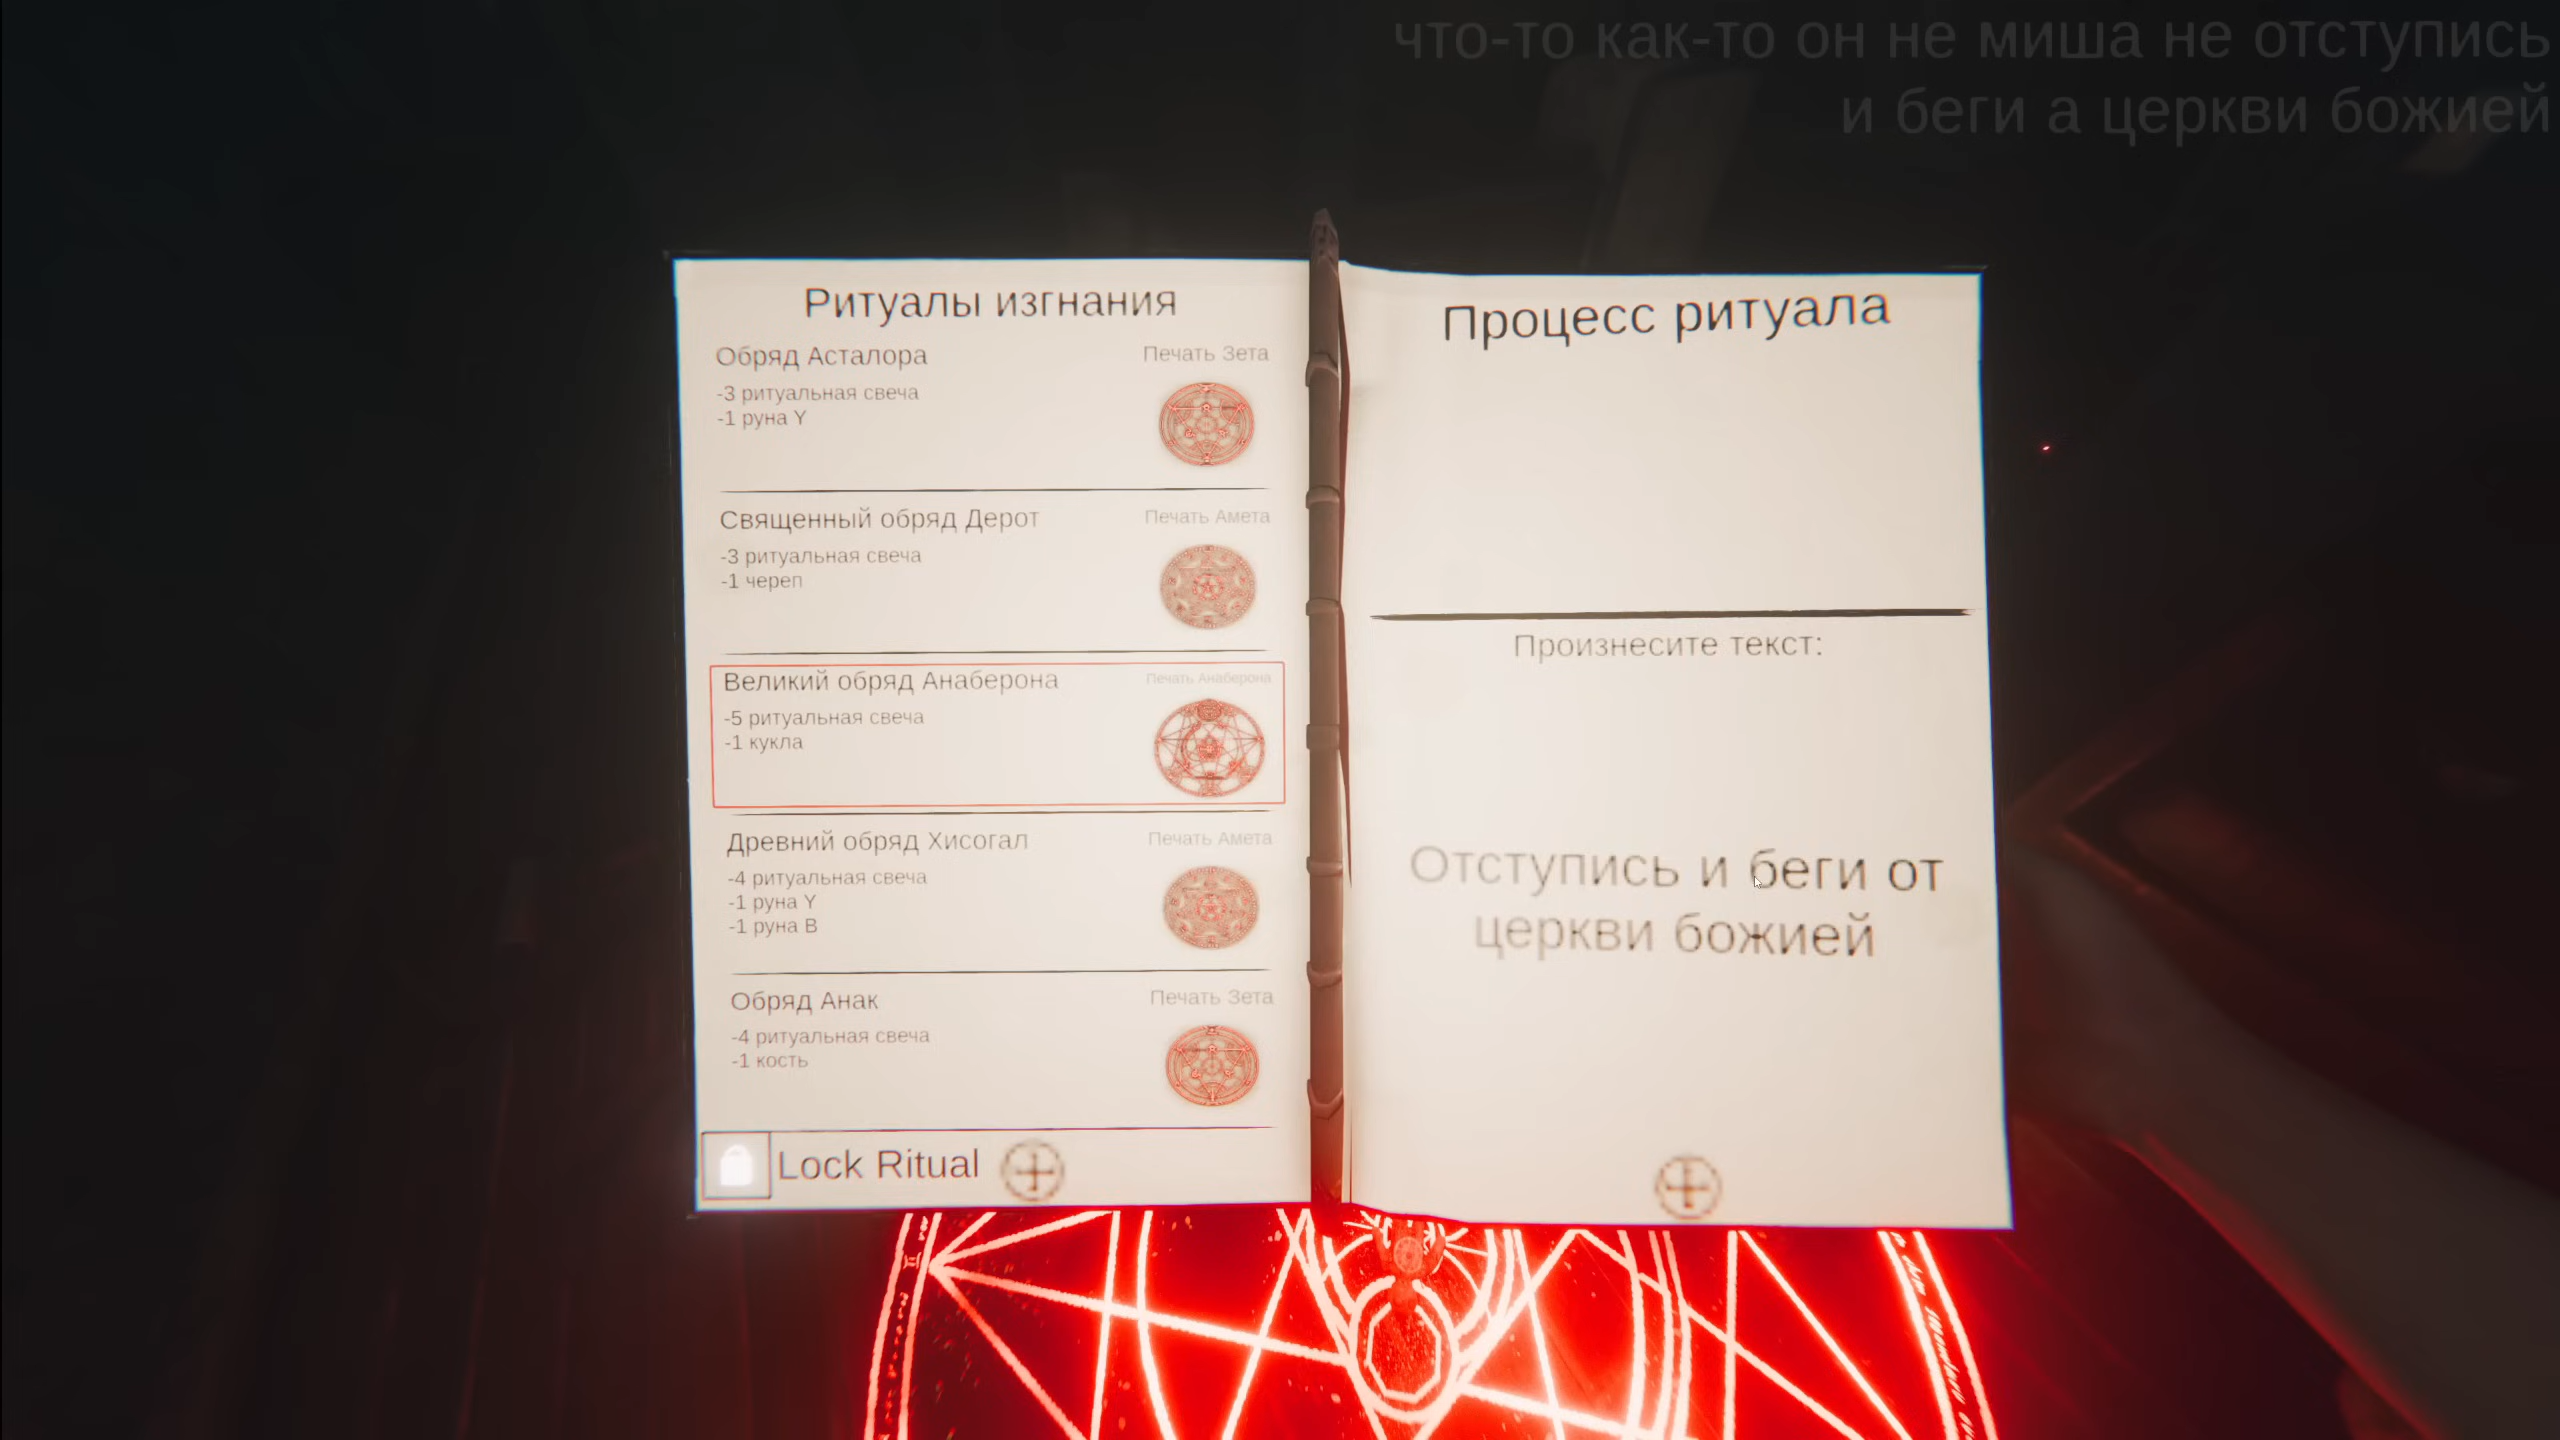 что-то как-то он не миша не отступись
и беги а церкви божией
Ритуалы изгнания
Обряд Асталора
Печать Зета
-3 ритуальная свеча
-1 руна Y
Священный обряд Дерот
Печать Амета
-3 ритуальная свеча
-1 череп
Великий обряд Анаберона
Печать Анаберона
-5 ритуальная свеча
-1 кукла
Древний обряд Хисогал
Печать Амета
-4 ритуальная свеча
-1 руна Y
-1 руна B
Обряд Анак
Печать Зета
-4 ритуальная свеча
-1 кость
Lock Ritual
Процесс ритуала
Произнесите текст:
Отступись и беги от
церкви божией